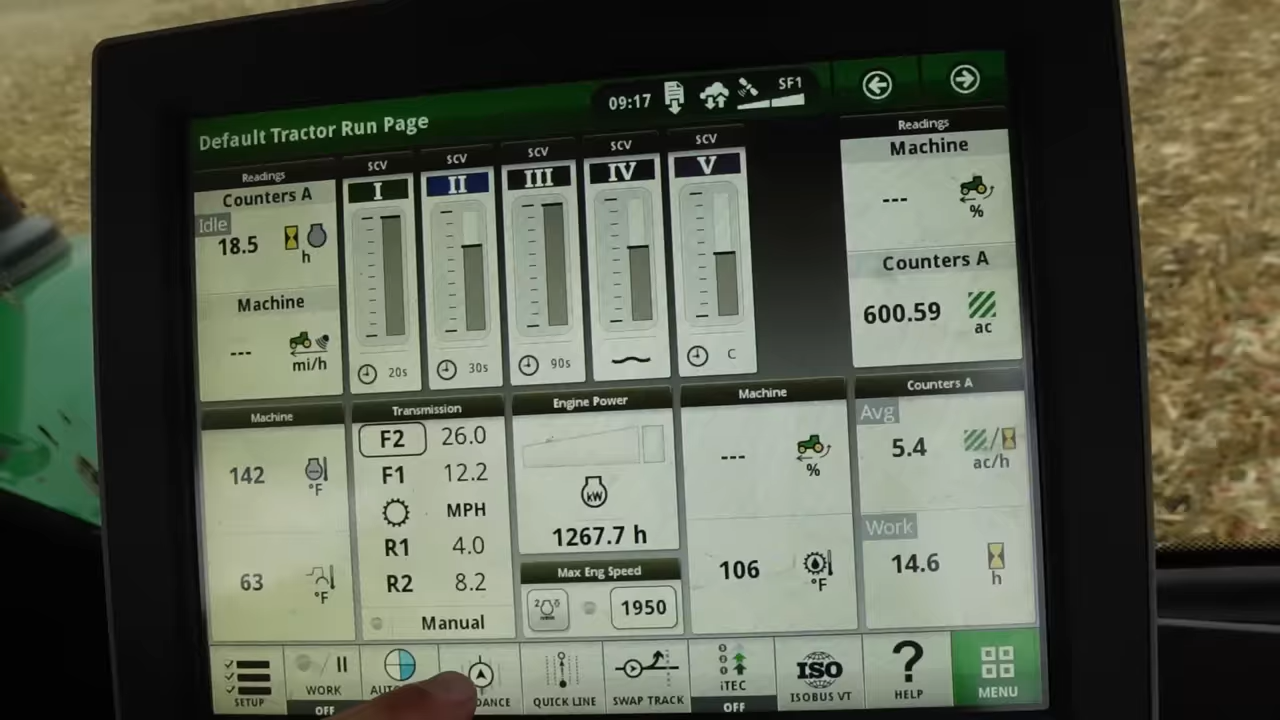 Default Tractor Run Page
09:17
SF1
Readings
Counters A
Idle
18.5
h
Machine
---
mi/h
SCV
I
20s
SCV
II
30s
SCV
III
90s
SCV
IV
SCV
V
C
Readings
Machine
---
%
Counters A
600.59
ac
Machine
142
°F
63
°F
Transmission
F2 26.0
F1 12.2
MPH
R1 4.0
R2 8.2
Manual
Engine Power
kW
1267.7 h
Max Eng Speed
1950
Machine
---
%
106
°F
Counters A
Avg
5.4
ac/h
Work
14.6
h
SETUP
WORK
OFF
QUICK LINE
SWAP TRACK
iTEC
OFF
ISO
ISOBUS VT
?
HELP
MENU